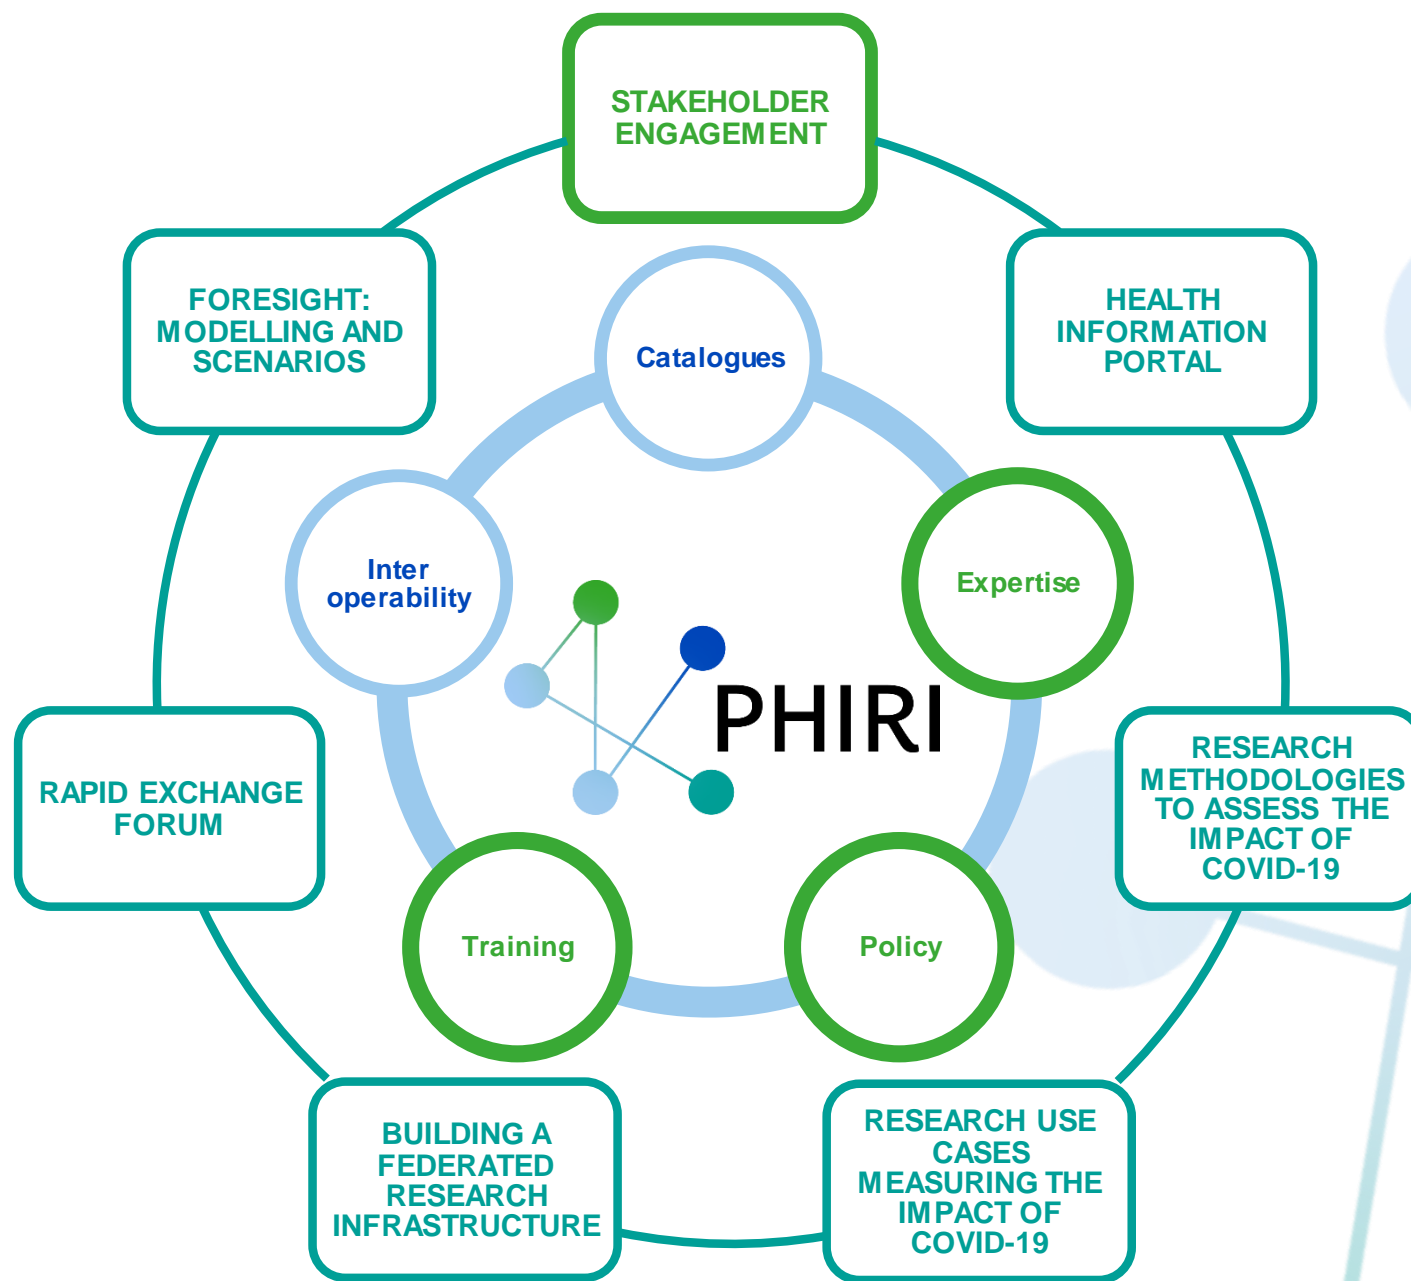 STAKEHOLDER
ENGAGEMENT
FORESIGHT:
MODELLING AND
SCENARIOS
HEALTH
INFORMATION
PORTAL
Catalogues
Inter
operability
Expertise
PHIRI
RAPID EXCHANGE
FORUM
RESEARCH
METHODOLOGIES
TO ASSESS THE
IMPACT OF
COVID-19
Training
Policy
BUILDING A
FEDERATED
RESEARCH
INFRASTRUCTURE
RESEARCH USE
CASES
MEASURING THE
IMPACT OF
COVID-19